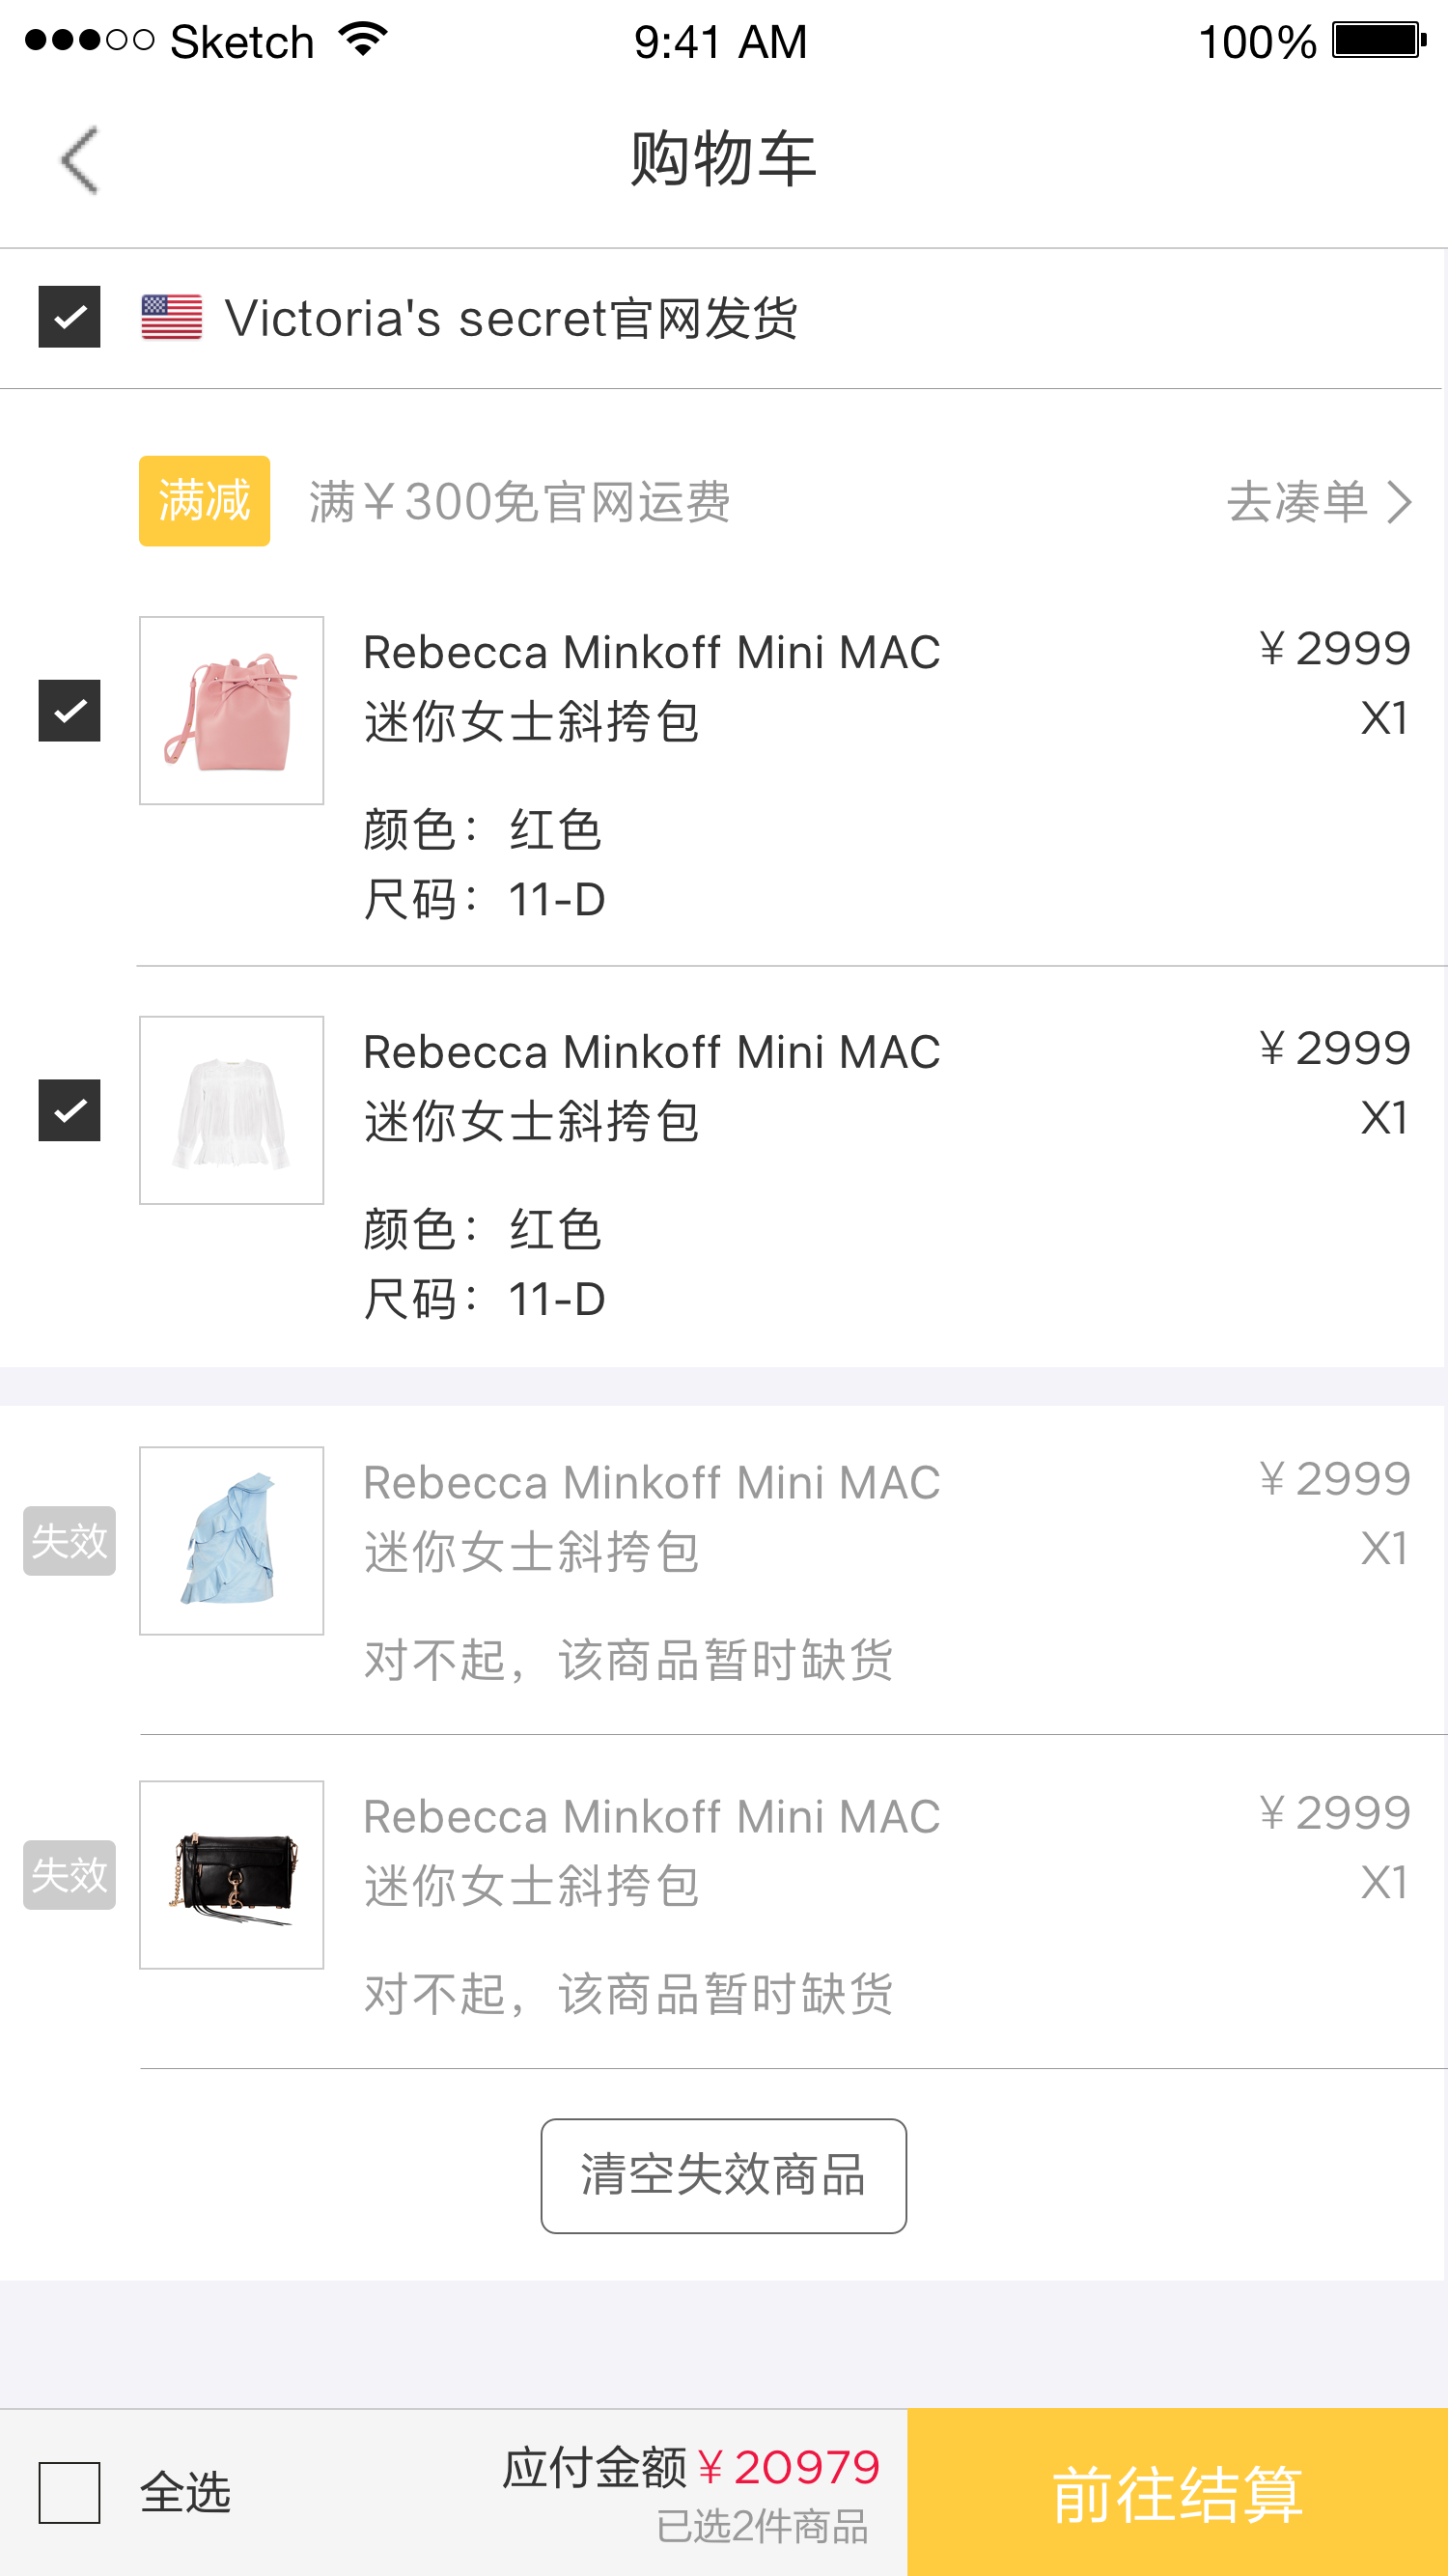 Sketch 9:41 AM 100%
购物车
Victoria's secret官网发货
满减 满￥300免官网运费 去凑单
Rebecca Minkoff Mini MAC ￥2999
迷你女士斜挎包 X1
颜色：红色
尺码：11-D
Rebecca Minkoff Mini MAC ￥2999
迷你女士斜挎包 X1
颜色：红色
尺码：11-D
Rebecca Minkoff Mini MAC ￥2999
失效 迷你女士斜挎包 X1
对不起，该商品暂时缺货
Rebecca Minkoff Mini MAC ￥2999
失效 迷你女士斜挎包 X1
对不起，该商品暂时缺货
清空失效商品
全选 应付金额￥20979 前往结算
已选2件商品